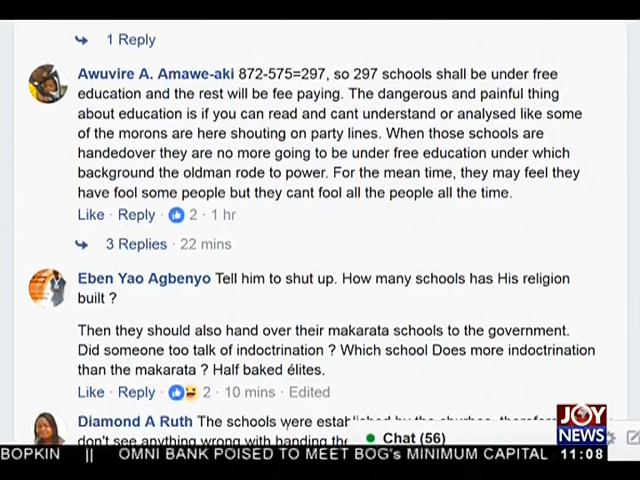 1 Reply
Awuvire A. Amawe-aki 872-575=297, so 297 schools shall be under free
education and the rest will be fee paying. The dangerous and painful thing
about education is if you can read and cant understand or analysed like some
of the morons are here shouting on party lines. When those schools are
handedover they are no more going to be under free education under which
background the oldman rode to power. For the mean time, they may feel they
have fool some people but they cant fool all the people all the time.
Like · Reply · 2 · 1 hr
3 Replies · 22 mins
Eben Yao Agbenyo Tell him to shut up. How many schools has His religion
built ?
Then they should also hand over their makarata schools to the government.
Did someone too talk of indoctrination ? Which school Does more indoctrination
than the makarata ? Half baked élites.
Like · Reply · 2 · 10 mins · Edited
Diamond A Ruth The schools were established by the
don't see anything wrong with handing the
Chat (56)
JOY
NEWS
BOPKIN || OMNI BANK POISED TO MEET BOG's MINIMUM CAPITAL
11:08